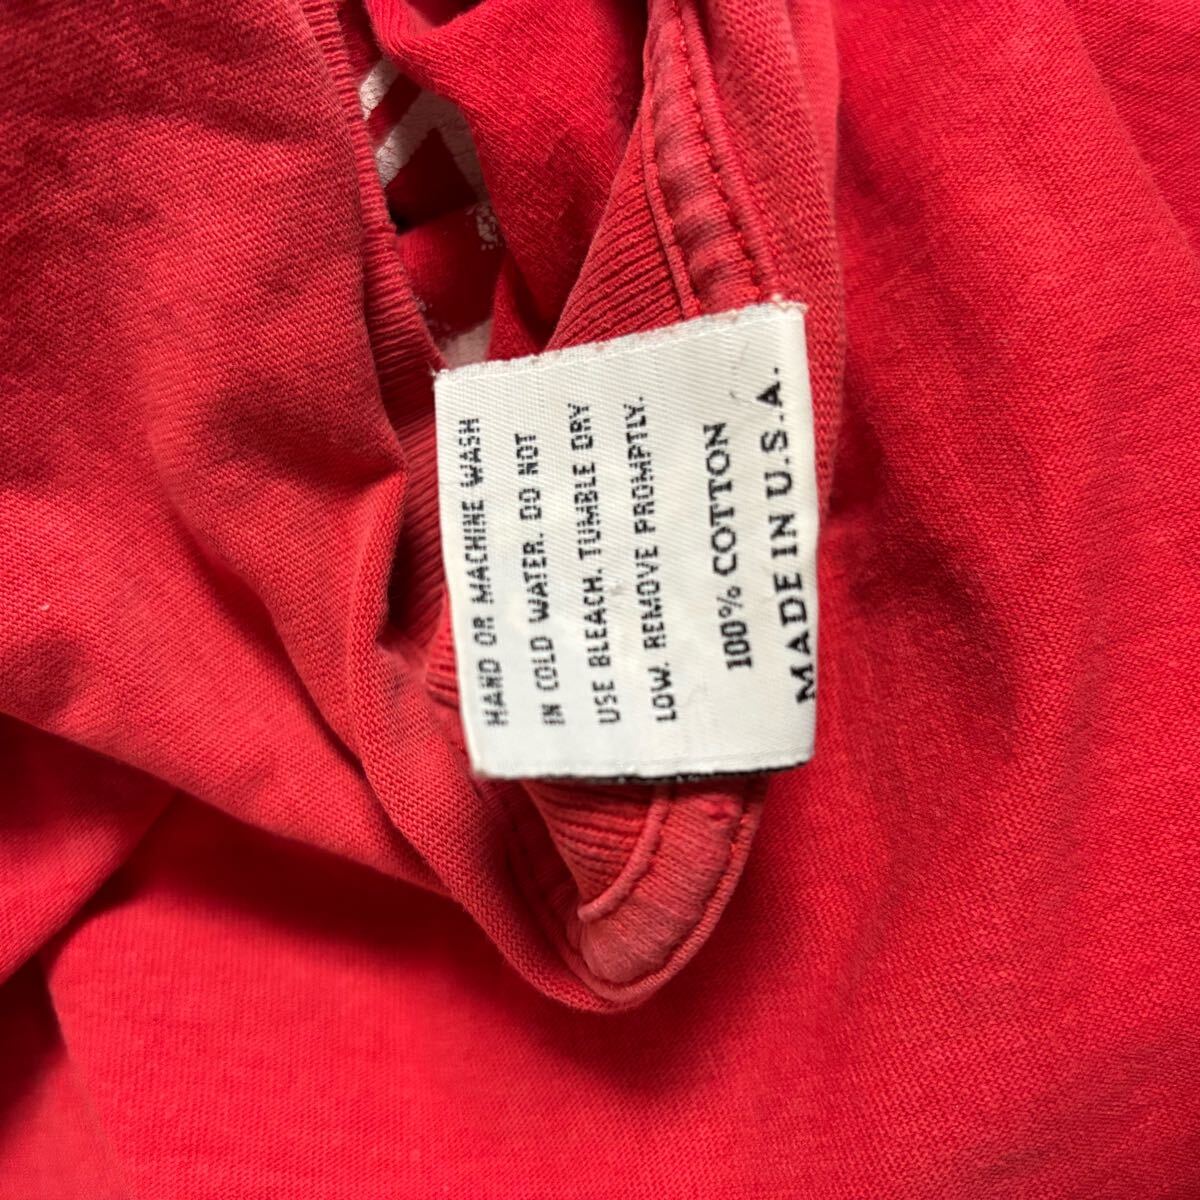 HAND OR MACHINE WASH
IN COLD WATER. DO NOT
USE BLEACH. TUMBLE DRY
LOW. REMOVE PROMPTLY.
100% COTTON
MADE IN U.S.A.